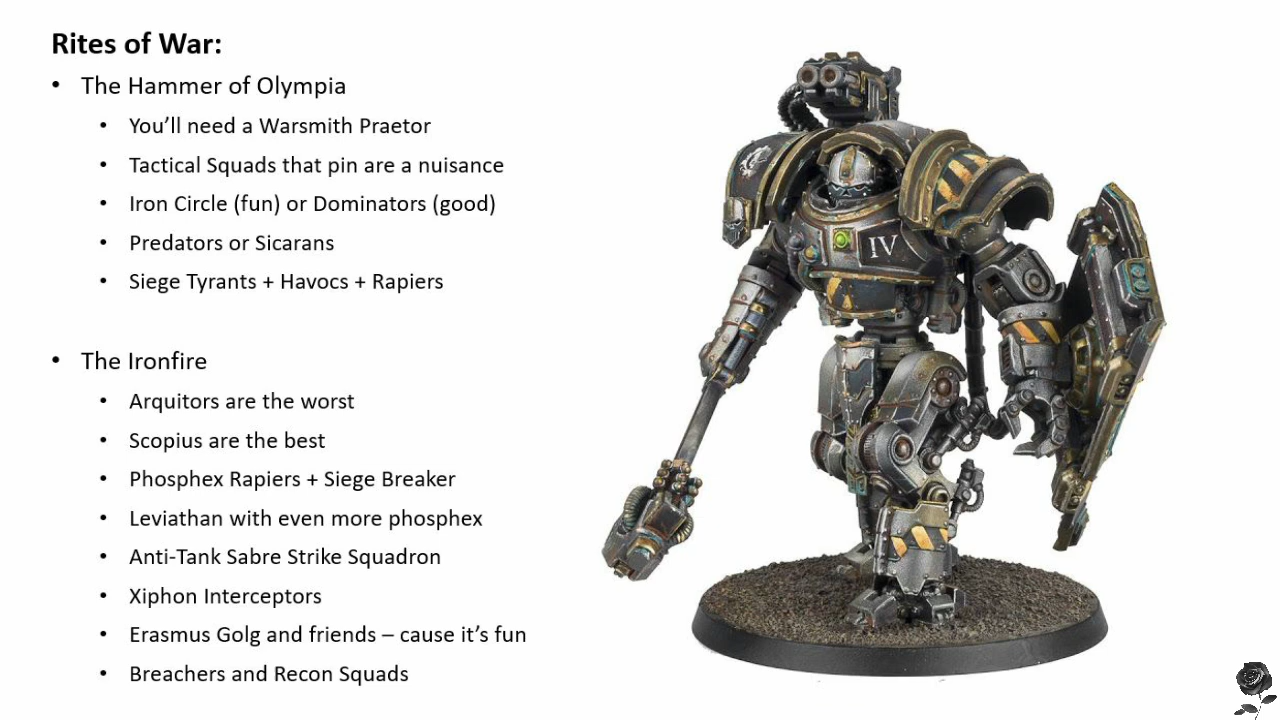 Rites of War:
• The Hammer of Olympia
• You’ll need a Warsmith Praetor
• Tactical Squads that pin are a nuisance
• Iron Circle (fun) or Dominators (good)
• Predators or Sicarans
• Siege Tyrants + Havocs + Rapiers
• The Ironfire
• Arquitors are the worst
• Scopius are the best
• Phosphex Rapiers + Siege Breaker
• Leviathan with even more phosphex
• Anti-Tank Sabre Strike Squadron
• Xiphon Interceptors
• Erasmus Golg and friends – cause it’s fun
• Breachers and Recon Squads
IV